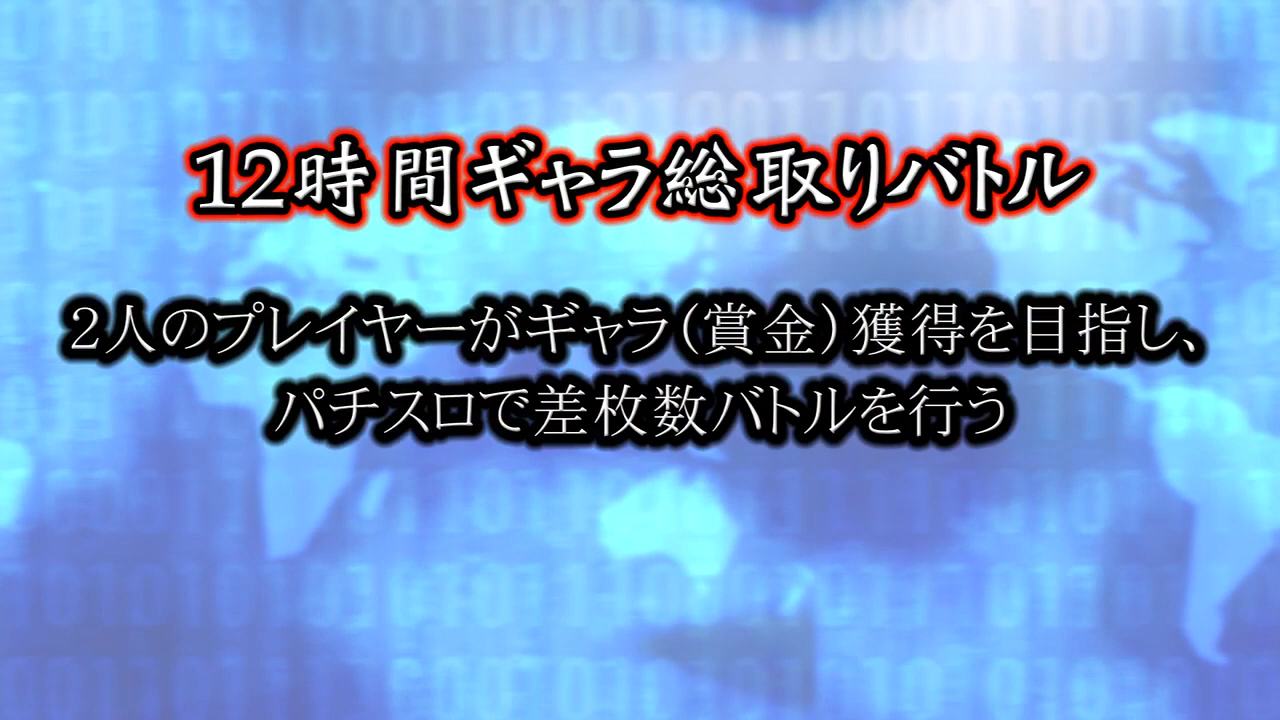 12時間ギャラ総取りバトル
2人のプレイヤーがギャラ（賞金）獲得を目指し、
パチスロで差枚数バトルを行う